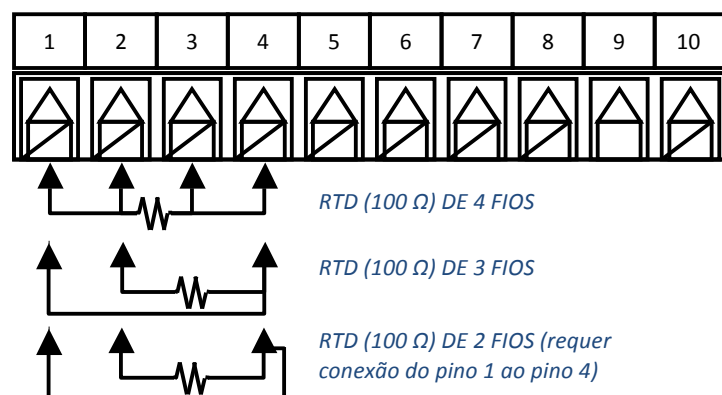 1 2 3 4 5 6 7 8 9 10
RTD (100 Ω) DE 4 FIOS
RTD (100 Ω) DE 3 FIOS
RTD (100 Ω) DE 2 FIOS (requer
conexão do pino 1 ao pino 4)